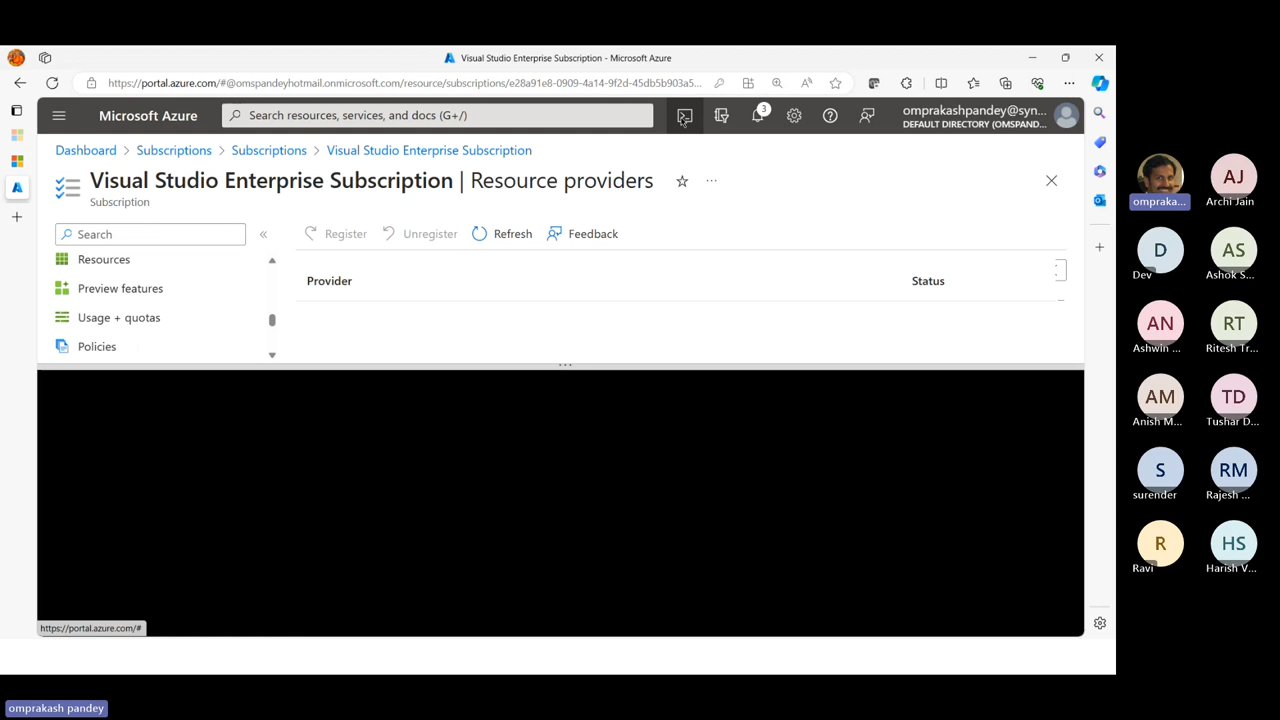 Visual Studio Enterprise Subscription - Microsoft Azure
https://portal.azure.com/#@omspandeyhotmail.onmicrosoft.com/resource/subscriptions/e28a91e8-0909-4a14-9f2d-45db5b903a5...
Microsoft Azure
Search resources, services, and docs (G+/)
3
omprakashpandey@syn...
DEFAULT DIRECTORY (OMSPAND...
Dashboard > Subscriptions > Subscriptions > Visual Studio Enterprise Subscription
Visual Studio Enterprise Subscription | Resource providers
Subscription
Search
Register
Unregister
Refresh
Feedback
Resources
Preview features
Usage + quotas
Policies
Provider
Status
https://portal.azure.com/#
ompraka...
AJ
Archi Jain
D
Dev
AS
Ashok S...
AN
Ashwin ...
RT
Ritesh Tr...
AM
Anish M...
TD
Tushar D...
S
surender
RM
Rajesh ...
R
Ravi
HS
Harish V...
omprakash pandey